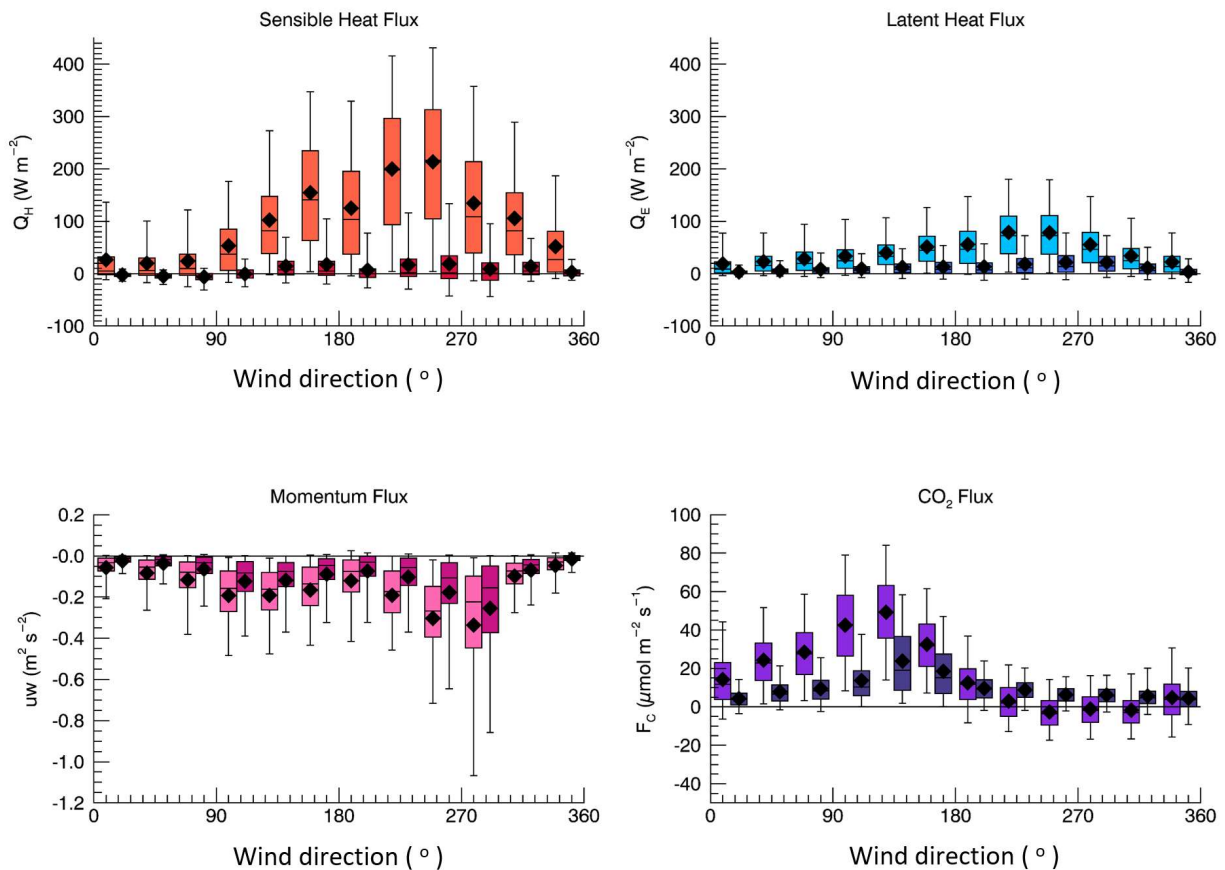 Sensible Heat Flux
Q_H (W m⁻²)
400
300
200
100
0
-100
0 90 180 270 360
Wind direction ( º )
Latent Heat Flux
Q_E (W m⁻²)
400
300
200
100
0
-100
0 90 180 270 360
Wind direction ( º )
Momentum Flux
uw (m² s⁻²)
0.2
-0.0
-0.2
-0.4
-0.6
-0.8
-1.0
-1.2
0 90 180 270 360
Wind direction ( º )
CO₂ Flux
F_C (μmol m⁻² s⁻¹)
100
80
60
40
20
0
-20
-40
0 90 180 270 360
Wind direction ( º )